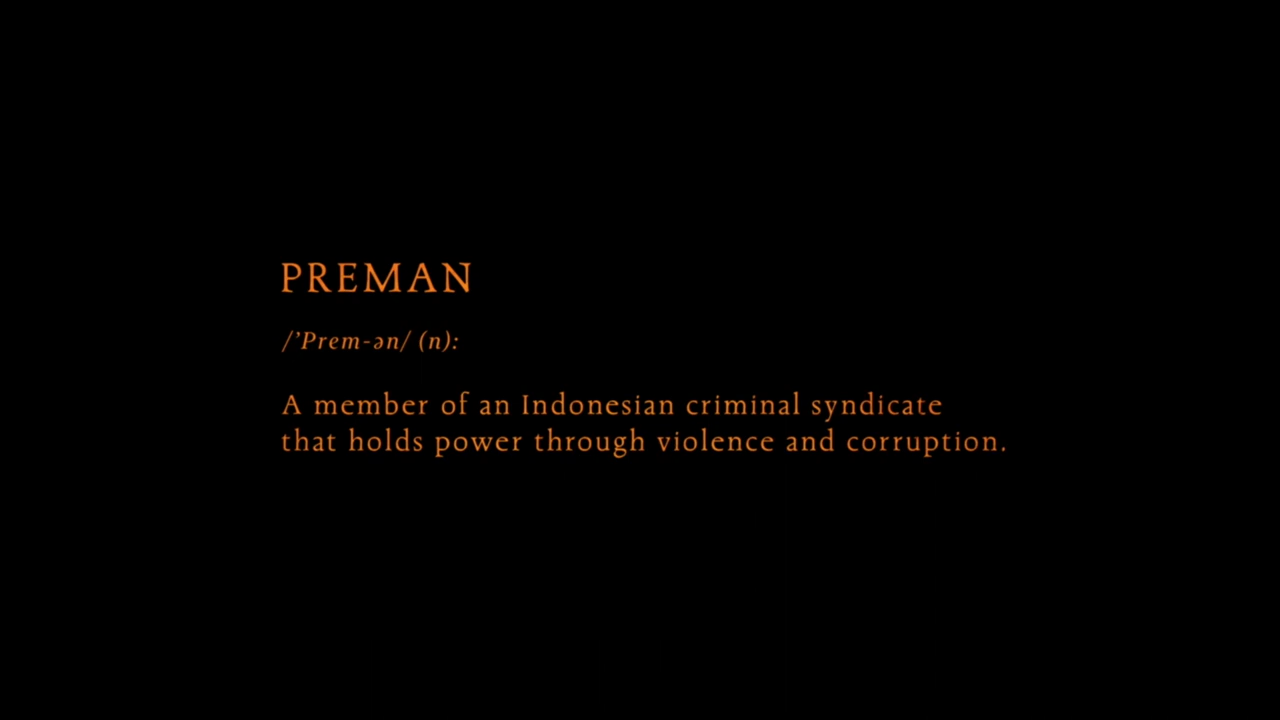 PREMAN
/’Prem-ən/ (n):
A member of an Indonesian criminal syndicate
that holds power through violence and corruption.